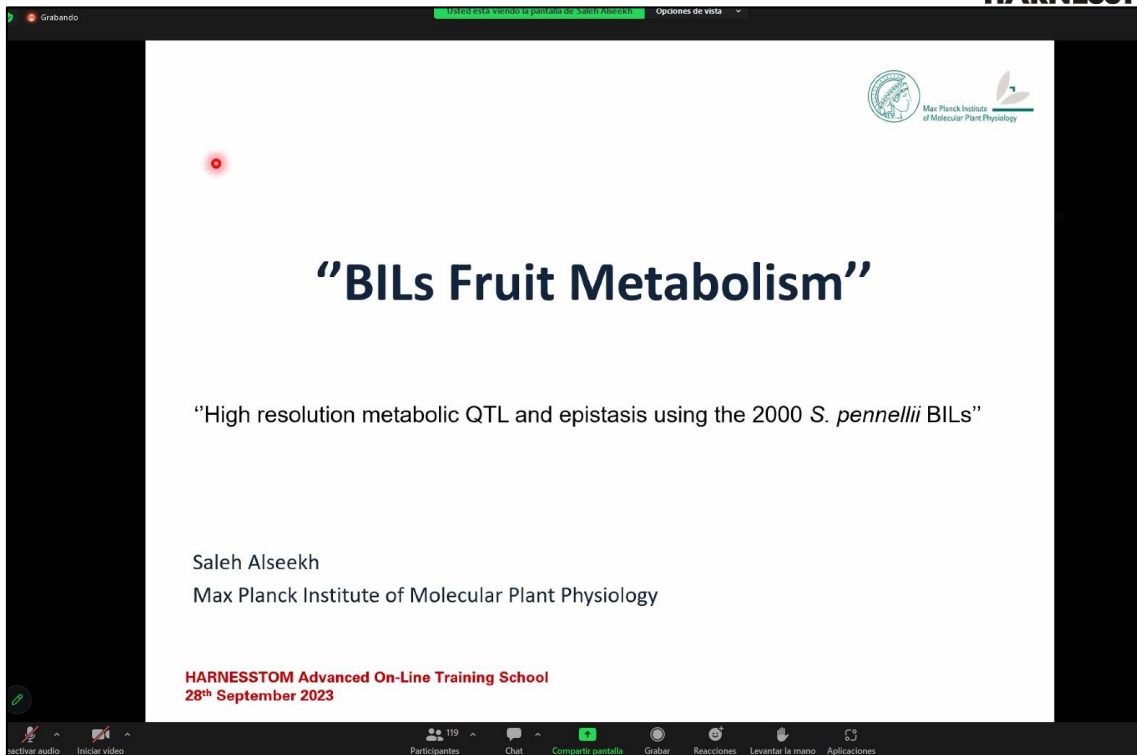 Grabando
Usted está viendo la pantalla de Saleh Alseekh
Opciones de vista
Max Planck Institute
of Molecular Plant Physiology
‘’BILs Fruit Metabolism’’
‘’High resolution metabolic QTL and epistasis using the 2000 S. pennellii BILs’’
Saleh Alseekh
Max Planck Institute of Molecular Plant Physiology
HARNESSTOM Advanced On-Line Training School
28th September 2023
eactivar audio
Iniciar video
Participantes
119
Chat
Compartir pantalla
Grabar
Reacciones
Levantar la mano
Aplicaciones